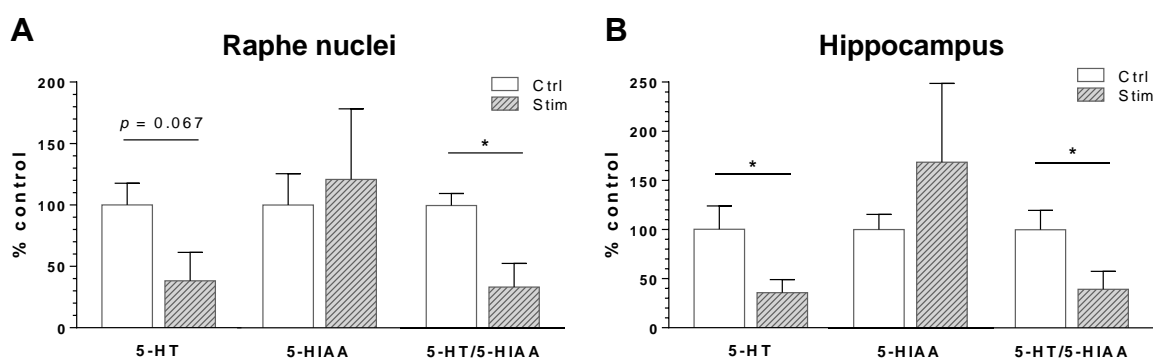 A
Raphe nuclei
Ctrl
Stim
% control
200
150
100
50
0
p = 0.067
*
5-HT
5-HIAA
5-HT/5-HIAA
B
Hippocampus
Ctrl
Stim
% control
250
200
150
100
50
0
*
*
5-HT
5-HIAA
5-HT/5-HIAA